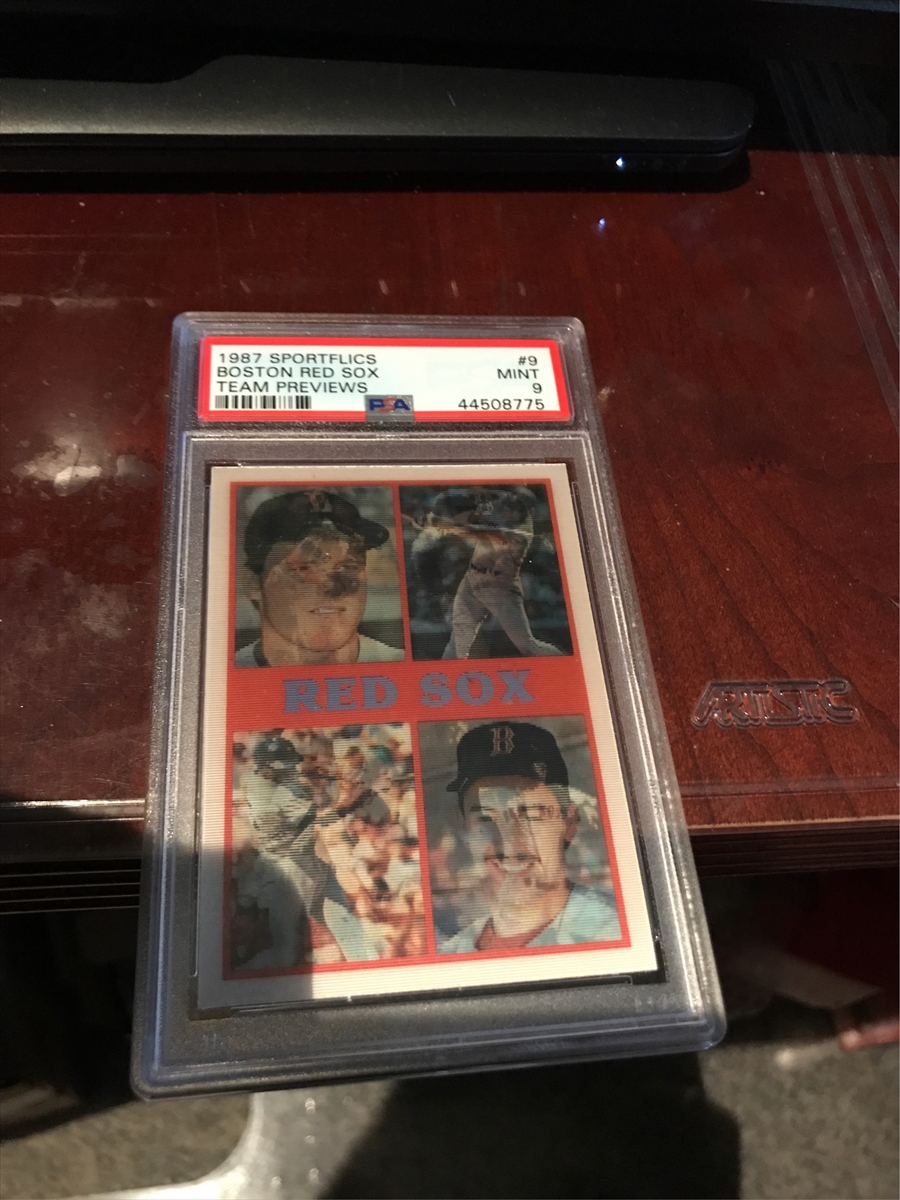 1987 SPORTFLICS #9
BOSTON RED SOX MINT
TEAM PREVIEWS 9
PSA 44508775
B
RED SOX
B
ARTISTIC